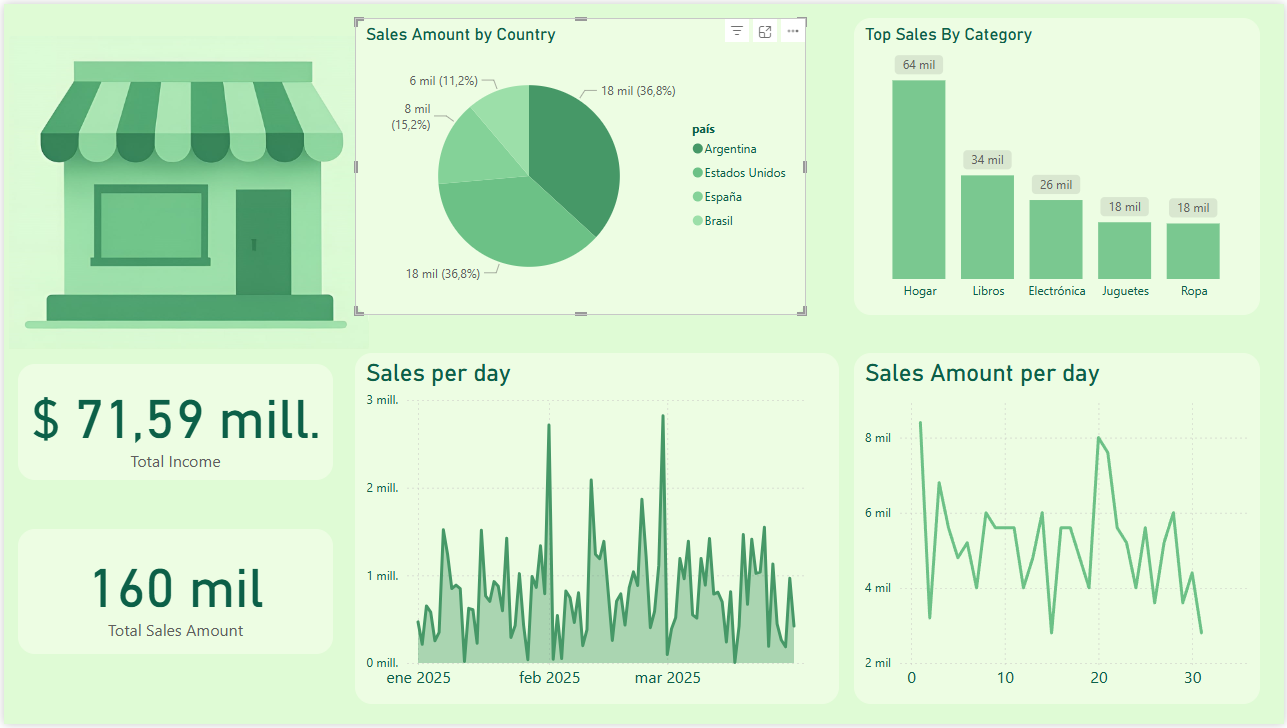 Sales Amount by Country
6 mil (11,2%)
8 mil
(15,2%)
18 mil (36,8%)
18 mil (36,8%)
país
Argentina
Estados Unidos
España
Brasil
Top Sales By Category
64 mil
34 mil
26 mil
18 mil
18 mil
Hogar
Libros
Electrónica
Juguetes
Ropa
$ 71,59 mill.
Total Income
160 mil
Total Sales Amount
Sales per day
3 mill.
2 mill.
1 mill.
0 mill.
ene 2025
feb 2025
mar 2025
Sales Amount per day
8 mil
6 mil
4 mil
2 mil
0
10
20
30